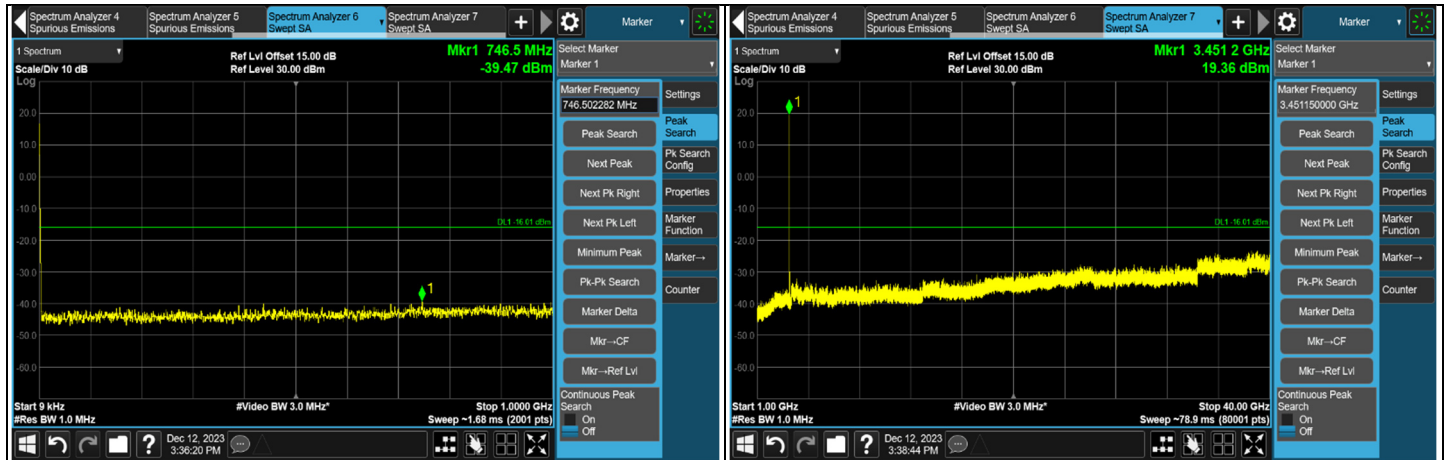 Spectrum Analyzer 4
Spurious Emissions
Spectrum Analyzer 5
Spurious Emissions
Spectrum Analyzer 6
Swept SA
Spectrum Analyzer 7
Swept SA
+
Marker
1 Spectrum
Scale/Div 10 dB
Log
Ref Lvl Offset 15.00 dB
Ref Level 30.00 dBm
Mkr1 746.5 MHz
-39.47 dBm
20.0
10.0
0.00
-10.0
-20.0
-30.0
-40.0
-50.0
-60.0
DL1 -16.01 dBm
1
Start 9 kHz
#Res BW 1.0 MHz
#Video BW 3.0 MHz*
Stop 1.0000 GHz
Sweep ~1.68 ms (2001 pts)
Select Marker
Marker 1
Marker Frequency
746.502282 MHz
Peak Search
Next Peak
Next Pk Right
Next Pk Left
Minimum Peak
Pk-Pk Search
Marker Delta
Mkr→CF
Mkr→Ref Lvl
Continuous Peak
Search
On
Off
Settings
Peak
Search
Pk Search
Config
Properties
Marker
Function
Marker→
Counter
?
Dec 12, 2023
3:36:20 PM
Spectrum Analyzer 4
Spurious Emissions
Spectrum Analyzer 5
Spurious Emissions
Spectrum Analyzer 6
Swept SA
Spectrum Analyzer 7
Swept SA
+
Marker
1 Spectrum
Scale/Div 10 dB
Log
Ref Lvl Offset 15.00 dB
Ref Level 30.00 dBm
Mkr1 3.451 2 GHz
19.36 dBm
20.0
10.0
0.00
-10.0
-20.0
-30.0
-40.0
-50.0
-60.0
DL1 -16.01 dBm
1
Start 1.00 GHz
#Res BW 1.0 MHz
#Video BW 3.0 MHz*
Stop 40.00 GHz
Sweep ~78.9 ms (80001 pts)
Select Marker
Marker 1
Marker Frequency
3.451150000 GHz
Peak Search
Next Peak
Next Pk Right
Next Pk Left
Minimum Peak
Pk-Pk Search
Marker Delta
Mkr→CF
Mkr→Ref Lvl
Continuous Peak
Search
On
Off
Settings
Peak
Search
Pk Search
Config
Properties
Marker
Function
Marker→
Counter
?
Dec 12, 2023
3:38:44 PM